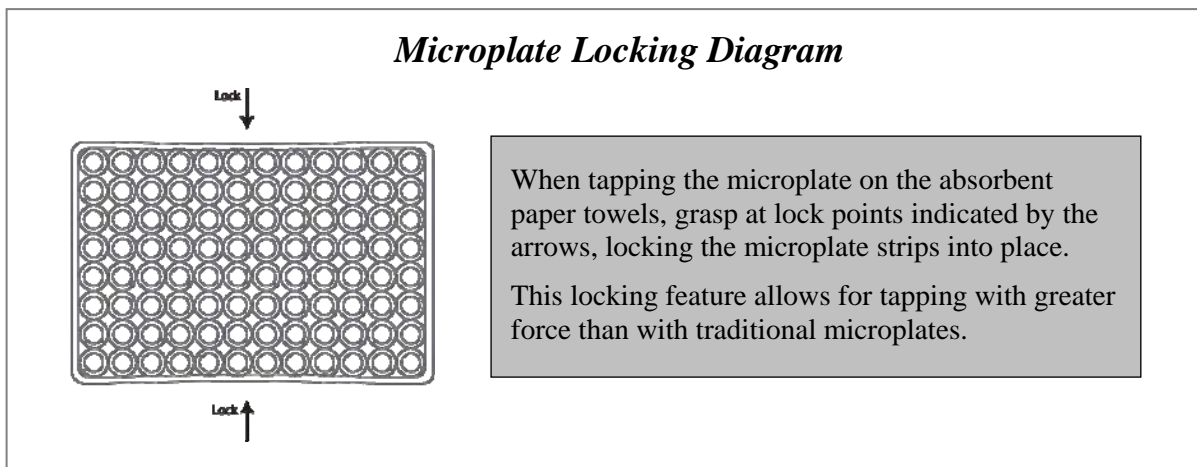 Microplate Locking Diagram
Lock
When tapping the microplate on the absorbent
paper towels, grasp at lock points indicated by the
arrows, locking the microplate strips into place.
This locking feature allows for tapping with greater
force than with traditional microplates.
Lock